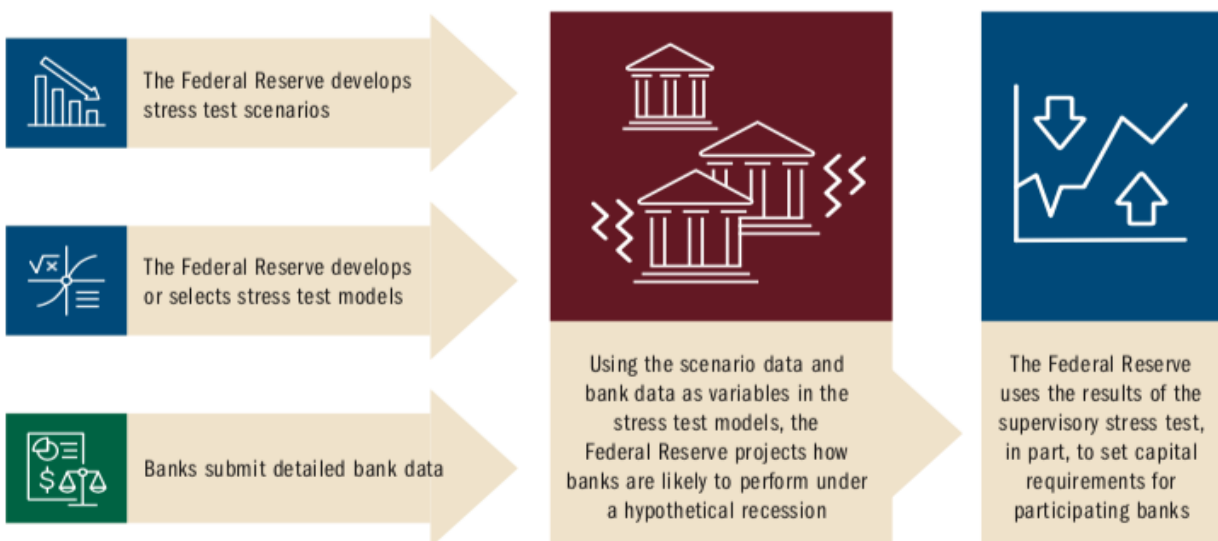 The Federal Reserve develops
stress test scenarios
√x
The Federal Reserve develops
or selects stress test models
$
Banks submit detailed bank data
Using the scenario data and
bank data as variables in the
stress test models, the
Federal Reserve projects how
banks are likely to perform under
a hypothetical recession
The Federal Reserve
uses the results of the
supervisory stress test,
in part, to set capital
requirements for
participating banks